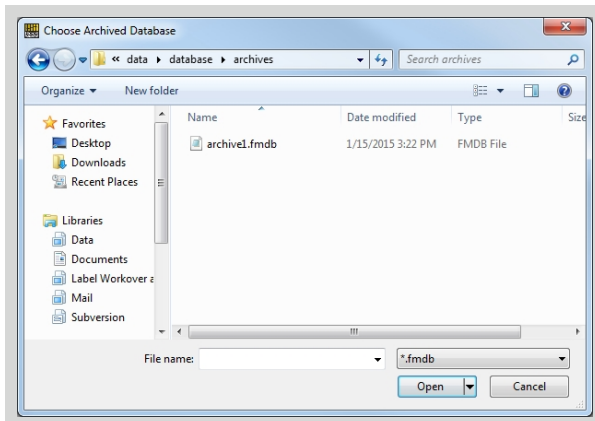 Choose Archived Database
« data ▸ database ▸ archives
Search archives
Organize ▾ New folder
Name Date modified Type Size
archive1.fmdb 1/15/2015 3:22 PM FMDB File
Favorites
Desktop
Downloads
Recent Places
Libraries
Data
Documents
Label Workover a
Mail
Subversion
File name:
*.fmdb
Open Cancel